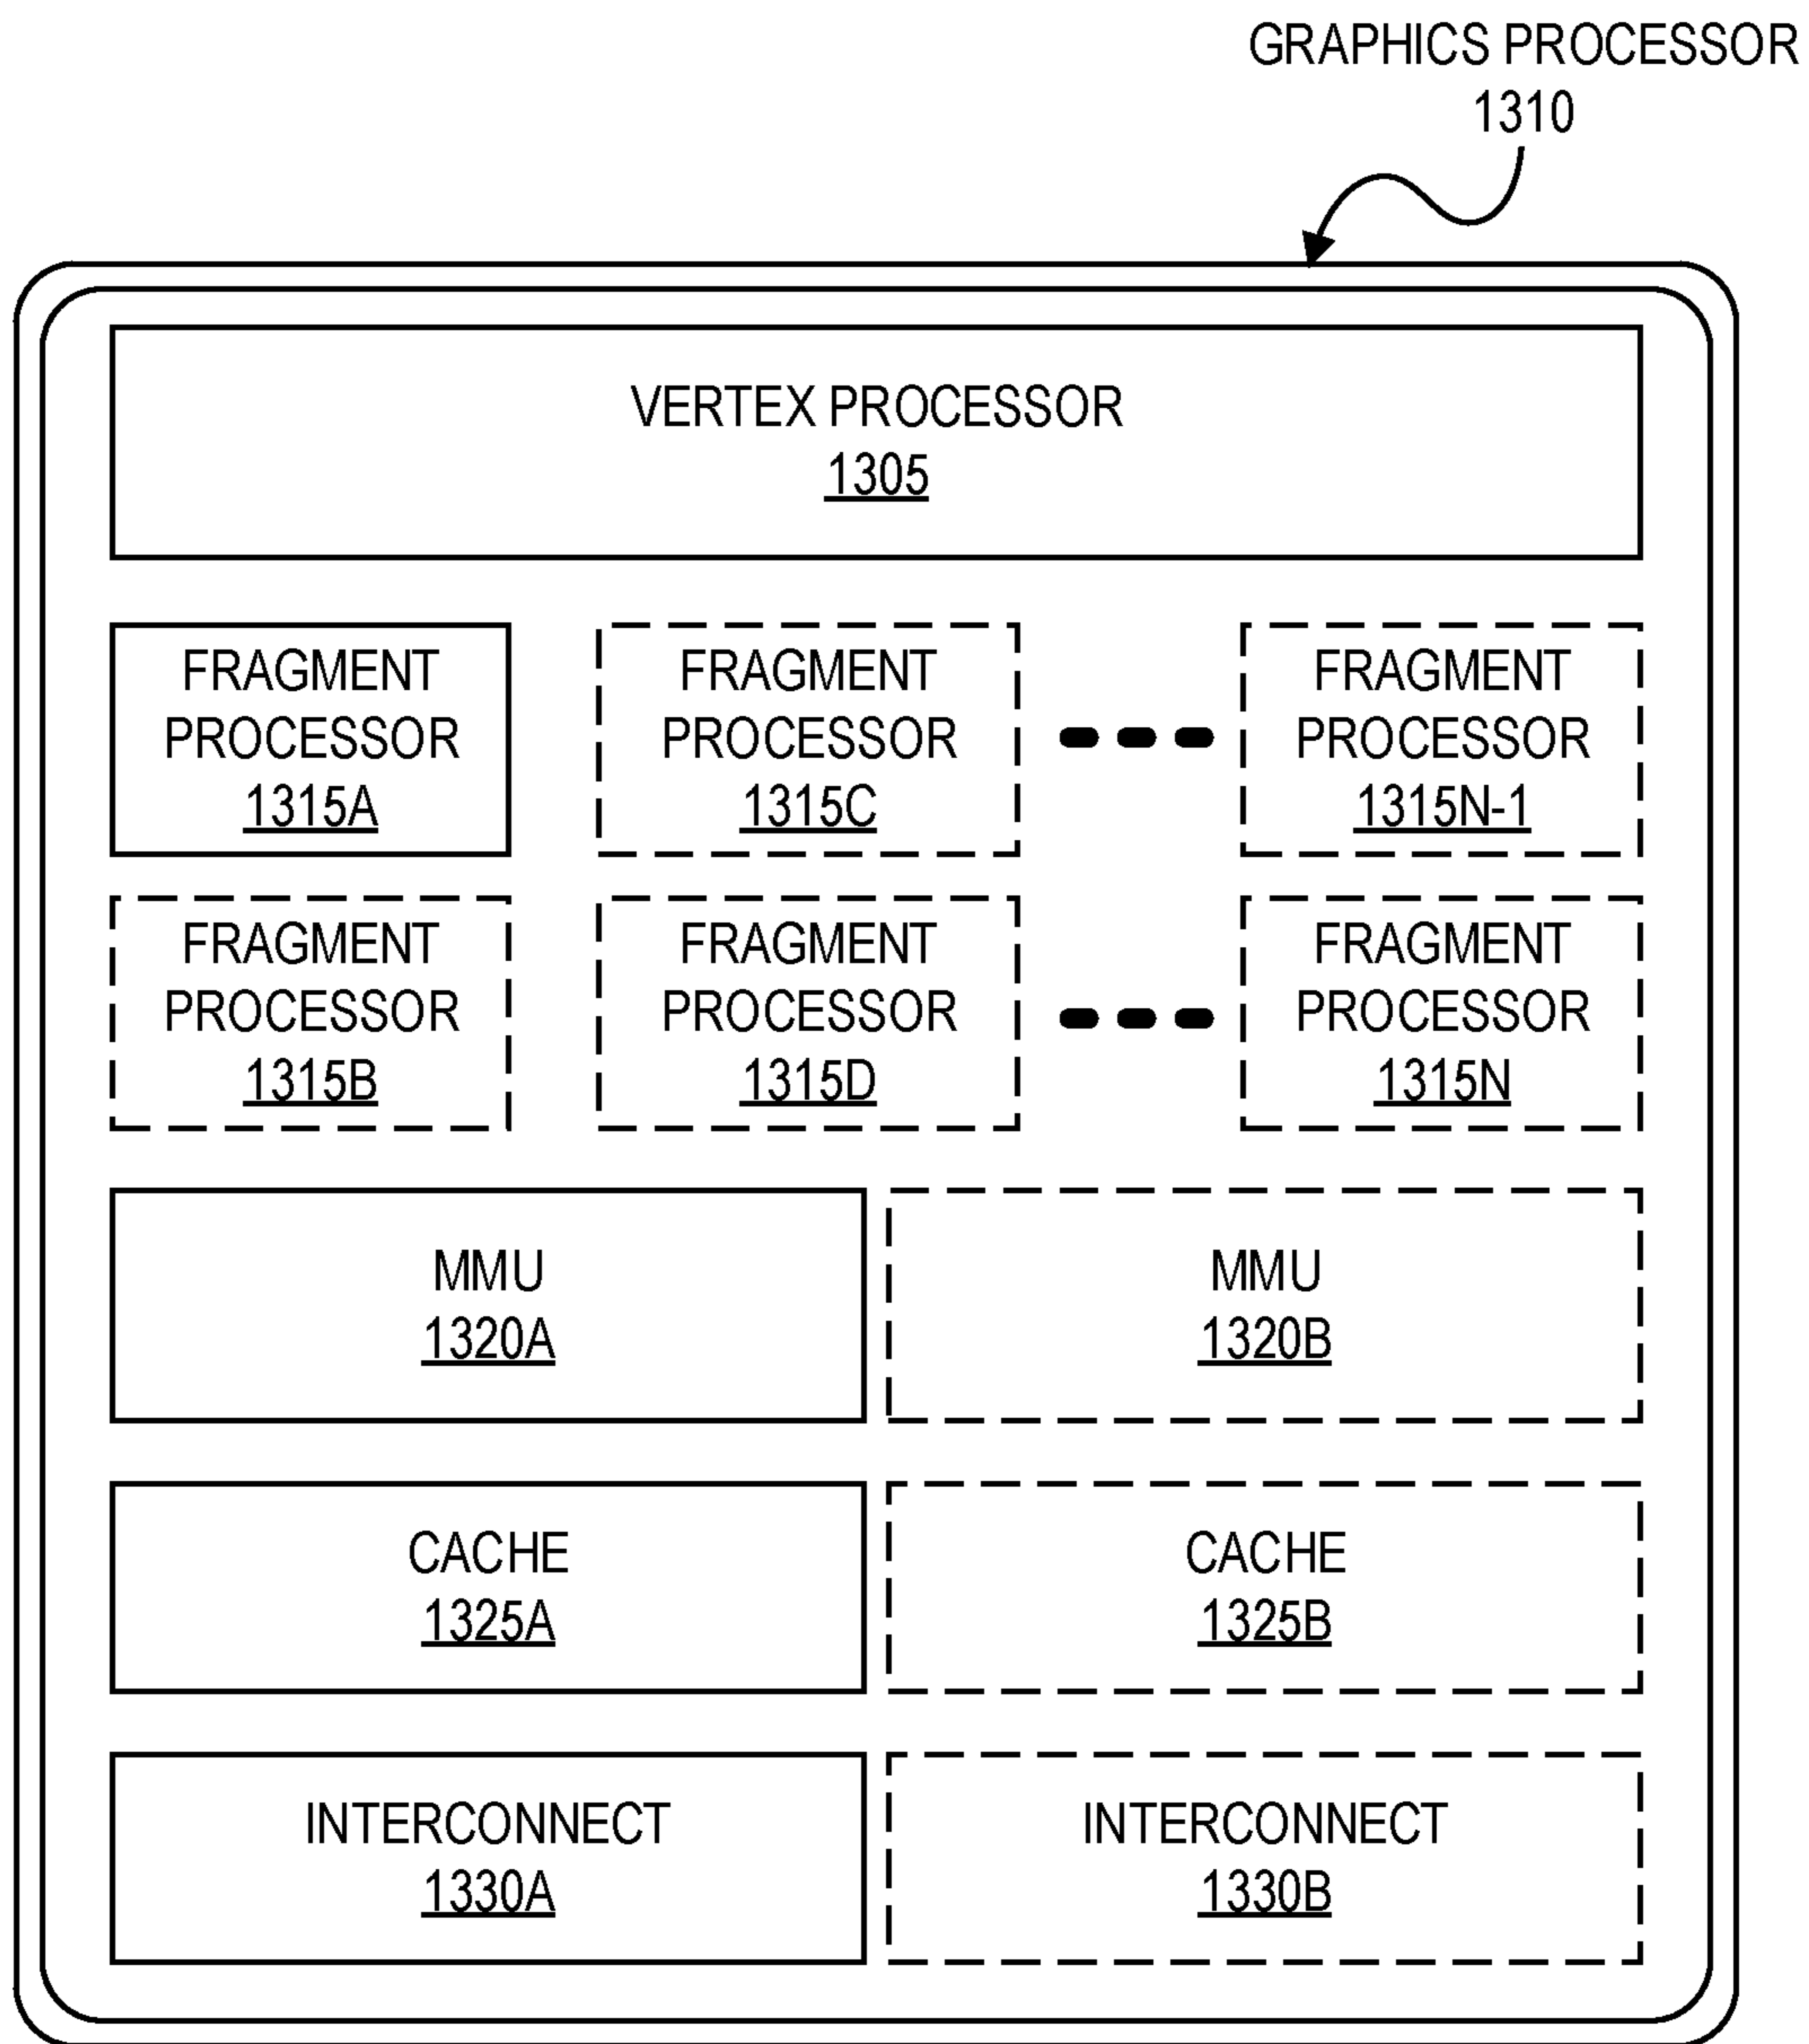 GRAPHICS PROCESSOR
1310
VERTEX PROCESSOR
1305
FRAGMENT
PROCESSOR
1315A
FRAGMENT
PROCESSOR
1315C
FRAGMENT
PROCESSOR
1315N-1
FRAGMENT
PROCESSOR
1315B
FRAGMENT
PROCESSOR
1315D
FRAGMENT
PROCESSOR
1315N
MMU
1320A
MMU
1320B
CACHE
1325A
CACHE
1325B
INTERCONNECT
1330A
INTERCONNECT
1330B